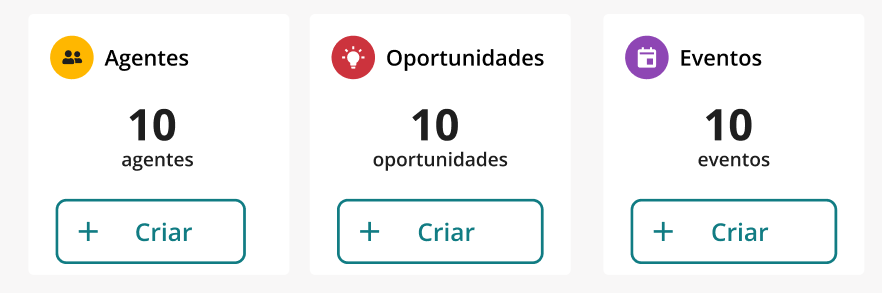 Agentes
10
agentes
+ Criar
Oportunidades
10
oportunidades
+ Criar
Eventos
10
eventos
+ Criar